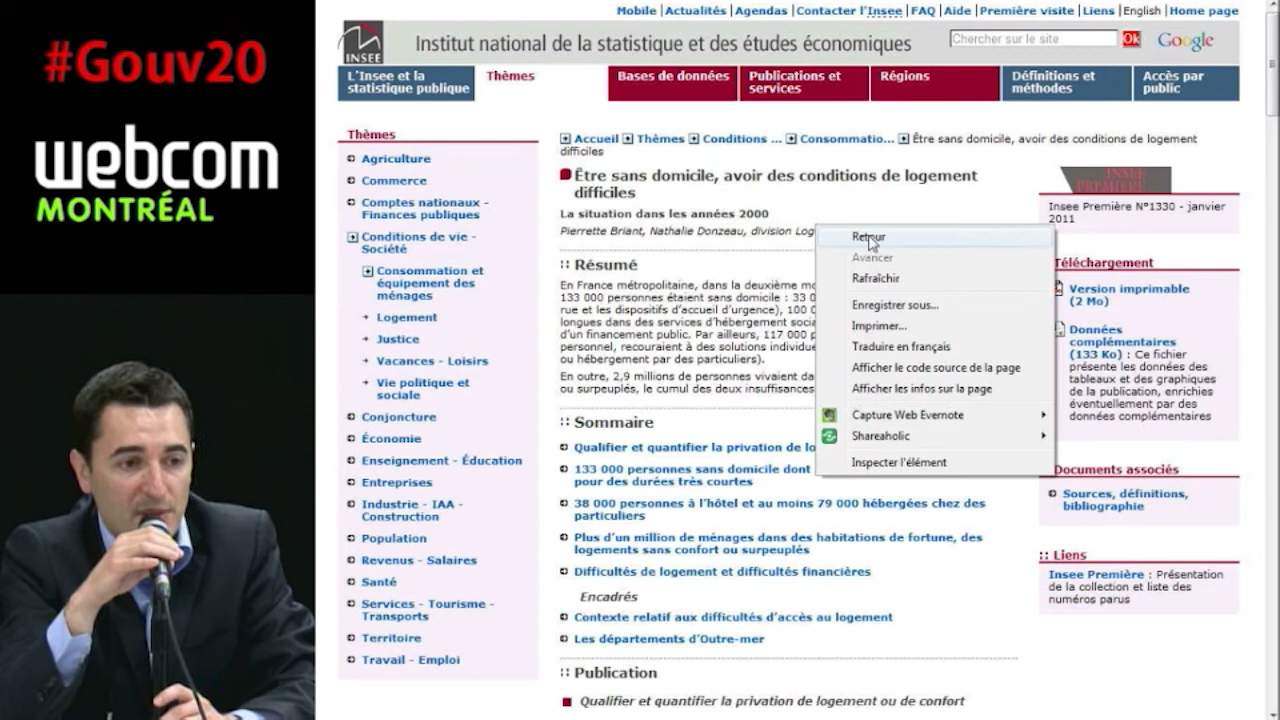 #Gouv20
webcom
MONTRÉAL
Mobile | Actualités | Agendas | Contacter l'Insee | FAQ | Aide | Première visite | Liens | English | Home page
INSEE
Institut national de la statistique et des études économiques
Chercher sur le site
Ok
Google
L'Insee et la
statistique publique
Thèmes
Bases de données
Publications et
services
Régions
Définitions et
méthodes
Accès par
public
Thèmes
Agriculture
Commerce
Comptes nationaux -
Finances publiques
Conditions de vie -
Société
Consommation et
équipement des
ménages
Logement
Justice
Vacances - Loisirs
Vie politique et
sociale
Conjoncture
Économie
Enseignement - Éducation
Entreprises
Industrie - IAA -
Construction
Population
Revenus - Salaires
Santé
Services - Tourisme -
Transports
Territoire
Travail - Emploi
Accueil Thèmes Conditions ... Consommatio... Être sans domicile, avoir des conditions de logement
difficiles
Être sans domicile, avoir des conditions de logement
difficiles
La situation dans les années 2000
Pierrette Briant, Nathalie Donzeau, division Log
:: Résumé
En France métropolitaine, dans la deuxième mo
133 000 personnes étaient sans domicile : 33 0
rue et les dispositifs d'accueil d'urgence), 100 0
longues dans des services d'hébergement socia
d'un financement public. Par ailleurs, 117 000 p
personnel, recouraient à des solutions individue
ou hébergement par des particuliers).
En outre, 2,9 millions de personnes vivaient da
ou surpeuplés, le cumul des deux insuffisances
:: Sommaire
Qualifier et quantifier la privation de lo
133 000 personnes sans domicile dont
pour des durées très courtes
38 000 personnes à l'hôtel et au moins 79 000 hébergées chez des
particuliers
Plus d'un million de ménages dans des habitations de fortune, des
logements sans confort ou surpeuplés
Difficultés de logement et difficultés financières
Encadrés
Contexte relatif aux difficultés d'accès au logement
Les départements d'Outre-mer
:: Publication
Qualifier et quantifier la privation de logement ou de confort
Retour
Avancer
Rafraîchir
Enregistrer sous...
Imprimer...
Traduire en français
Afficher le code source de la page
Afficher les infos sur la page
Capture Web Evernote
Shareaholic
Inspecter l'élément
INSEE
PREMIÈRE
Insee Première N°1330 - janvier
2011
Téléchargement
Version imprimable
(2 Mo)
Données
complémentaires
(133 Ko) : Ce fichier
présente les données des
tableaux et des graphiques
de la publication, enrichies
éventuellement par des
données complémentaires
Documents associés
Sources, définitions,
bibliographie
:: Liens
Insee Première : Présentation
de la collection et liste des
numéros parus